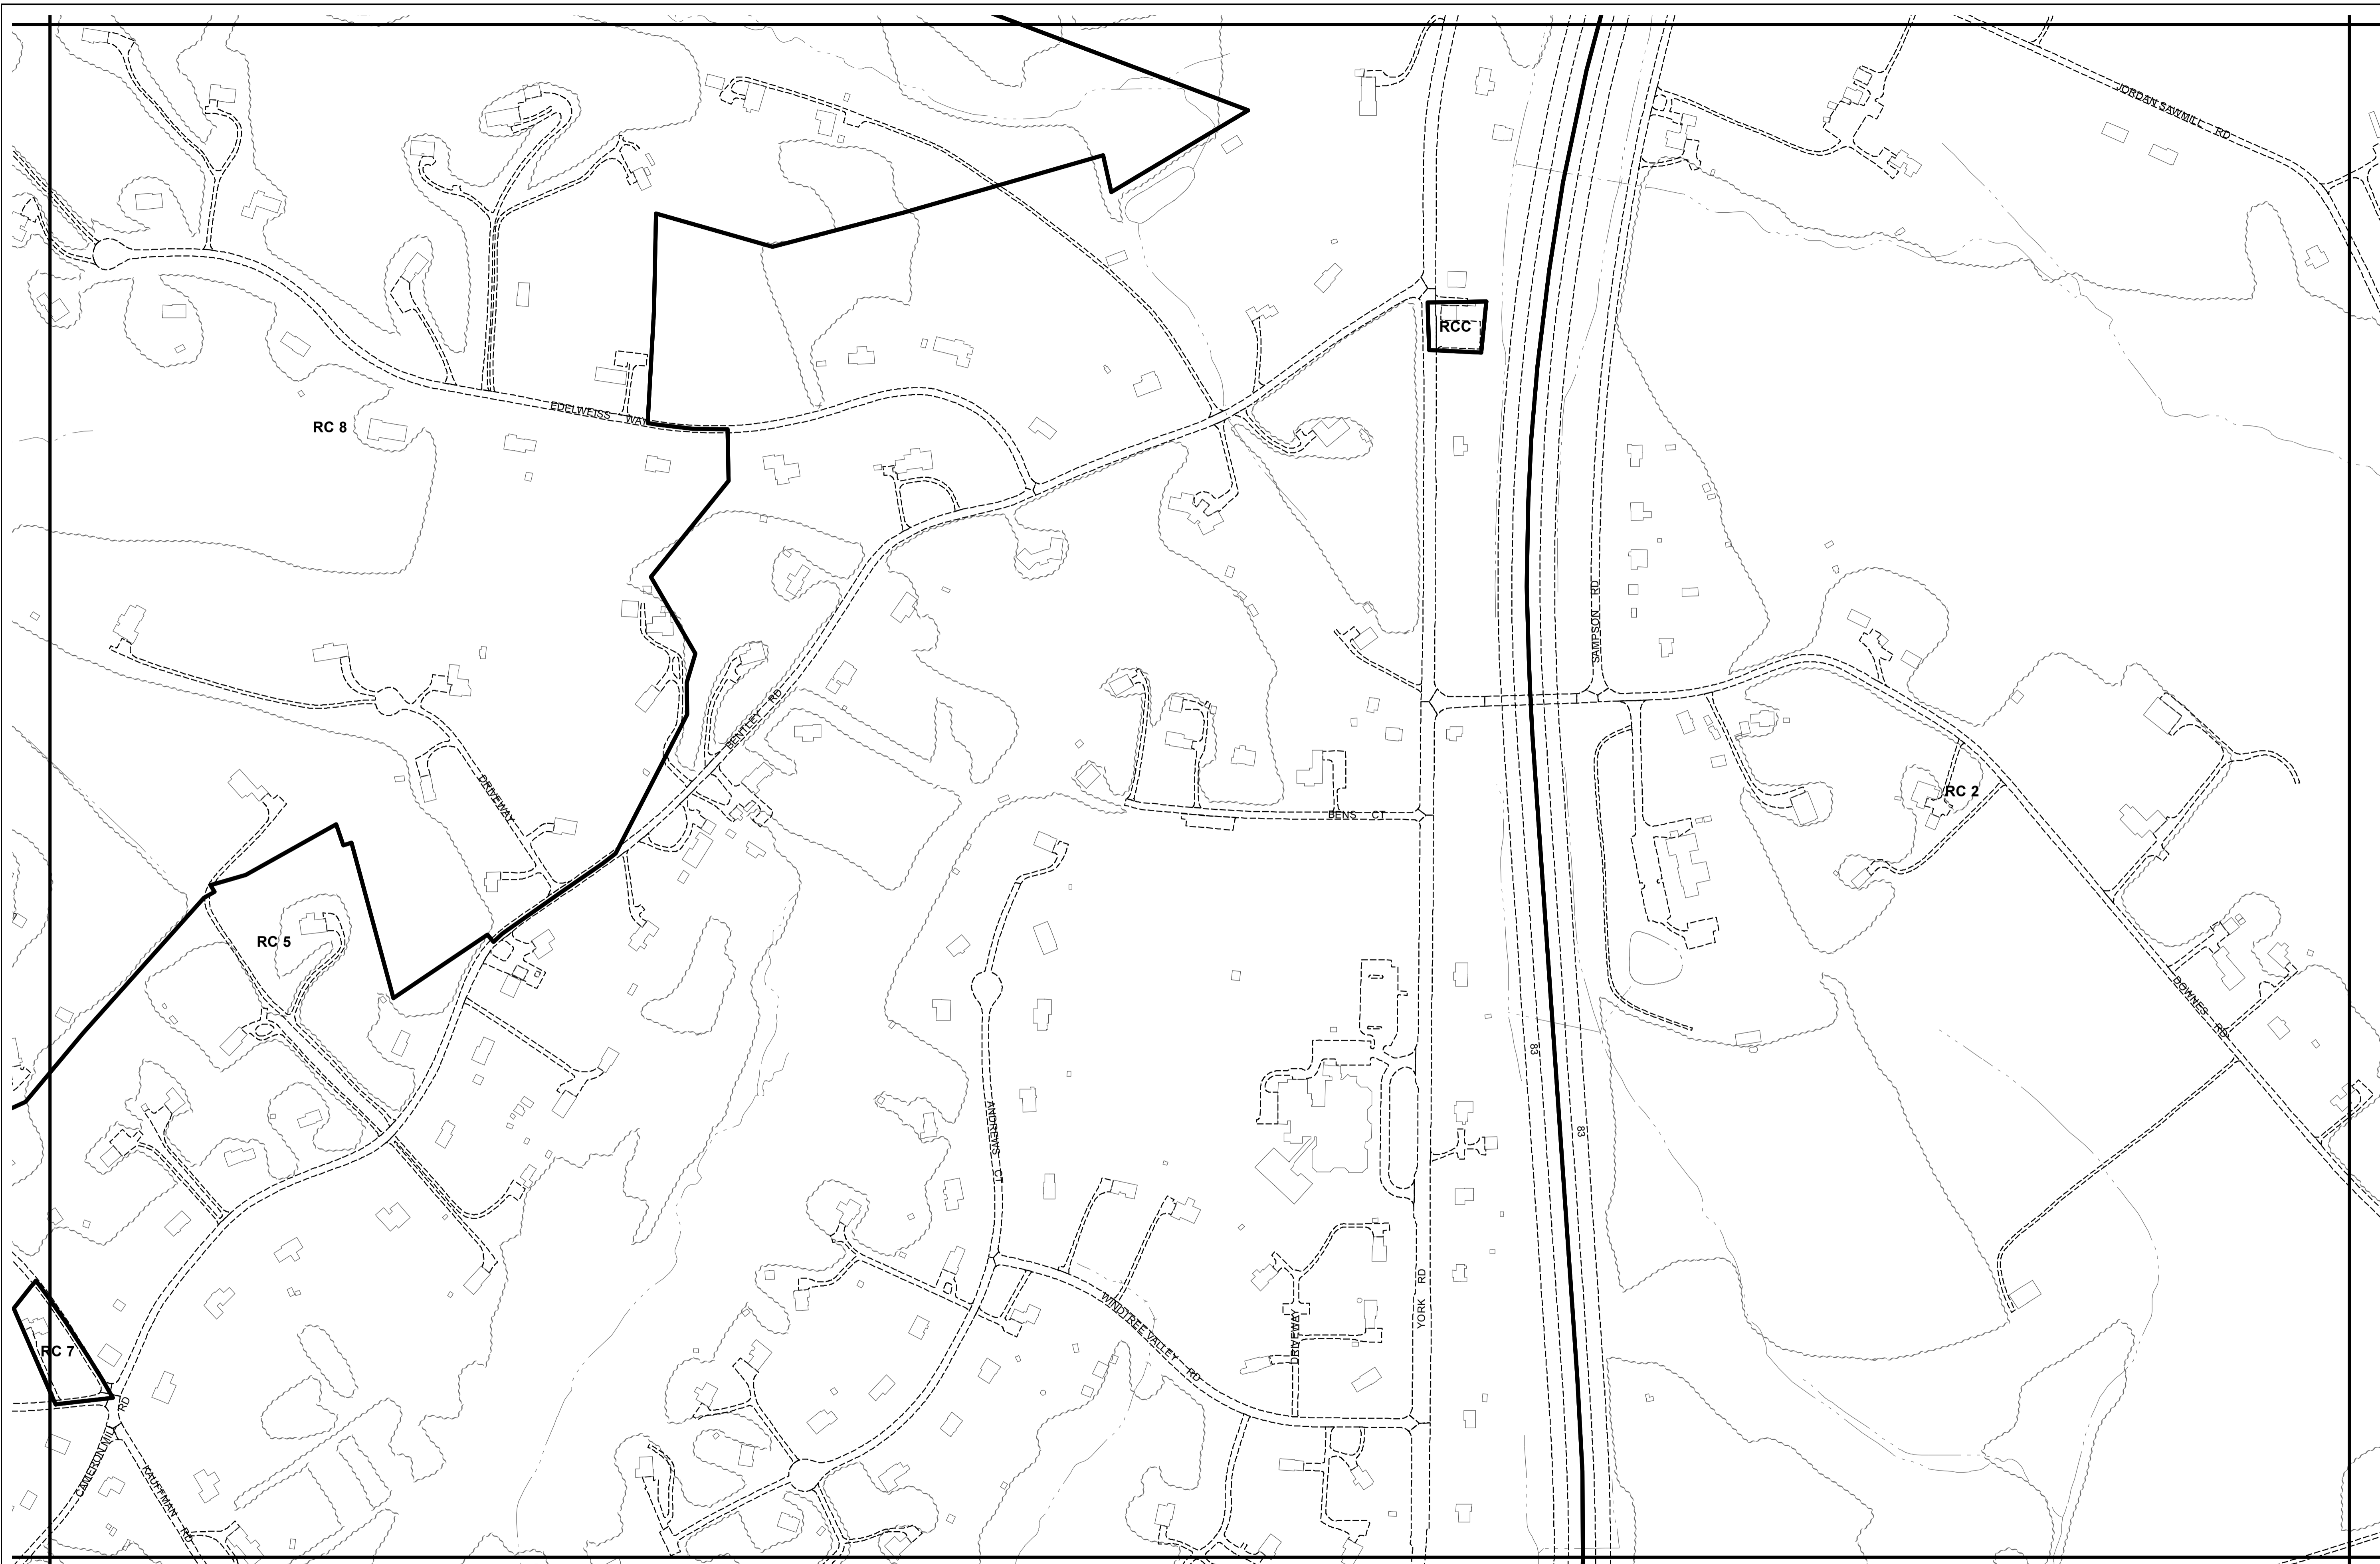 JORDAN SAWMILL RD
RCC
EDELWEISS WAY
RC 8
SAMPSON RD
BENTLEY RD
DRIVEWAY
RC 2
BENS CT
RC 5
DOWNES RD
83
83
ANDREWS CT
YORK RD
WINDTREE VALLEY RD
DRIVEWAY
RC 7
CAMERON MILL RD
KAUFFMAN RD